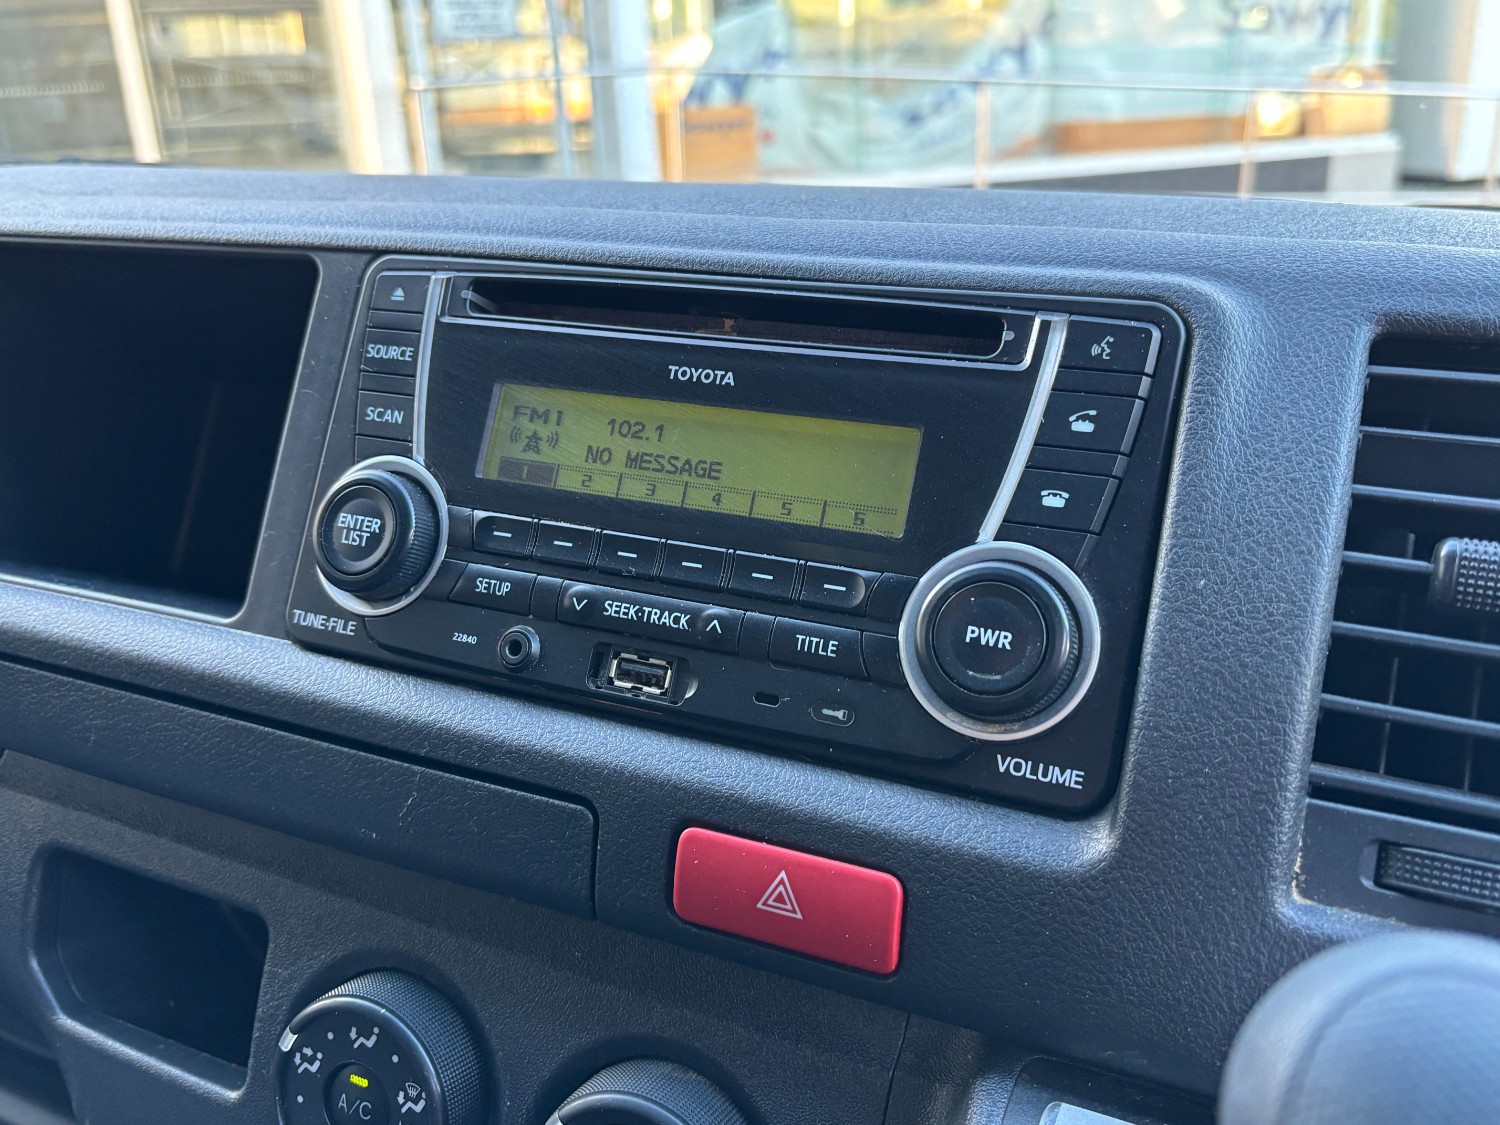 SOURCE
SCAN
TOYOTA
FM1 102.1
NO MESSAGE
1 2 3 4 5 6
ENTER
LIST
TUNE·FILE
SETUP
SEEK·TRACK
TITLE
22840
PWR
VOLUME
A/C